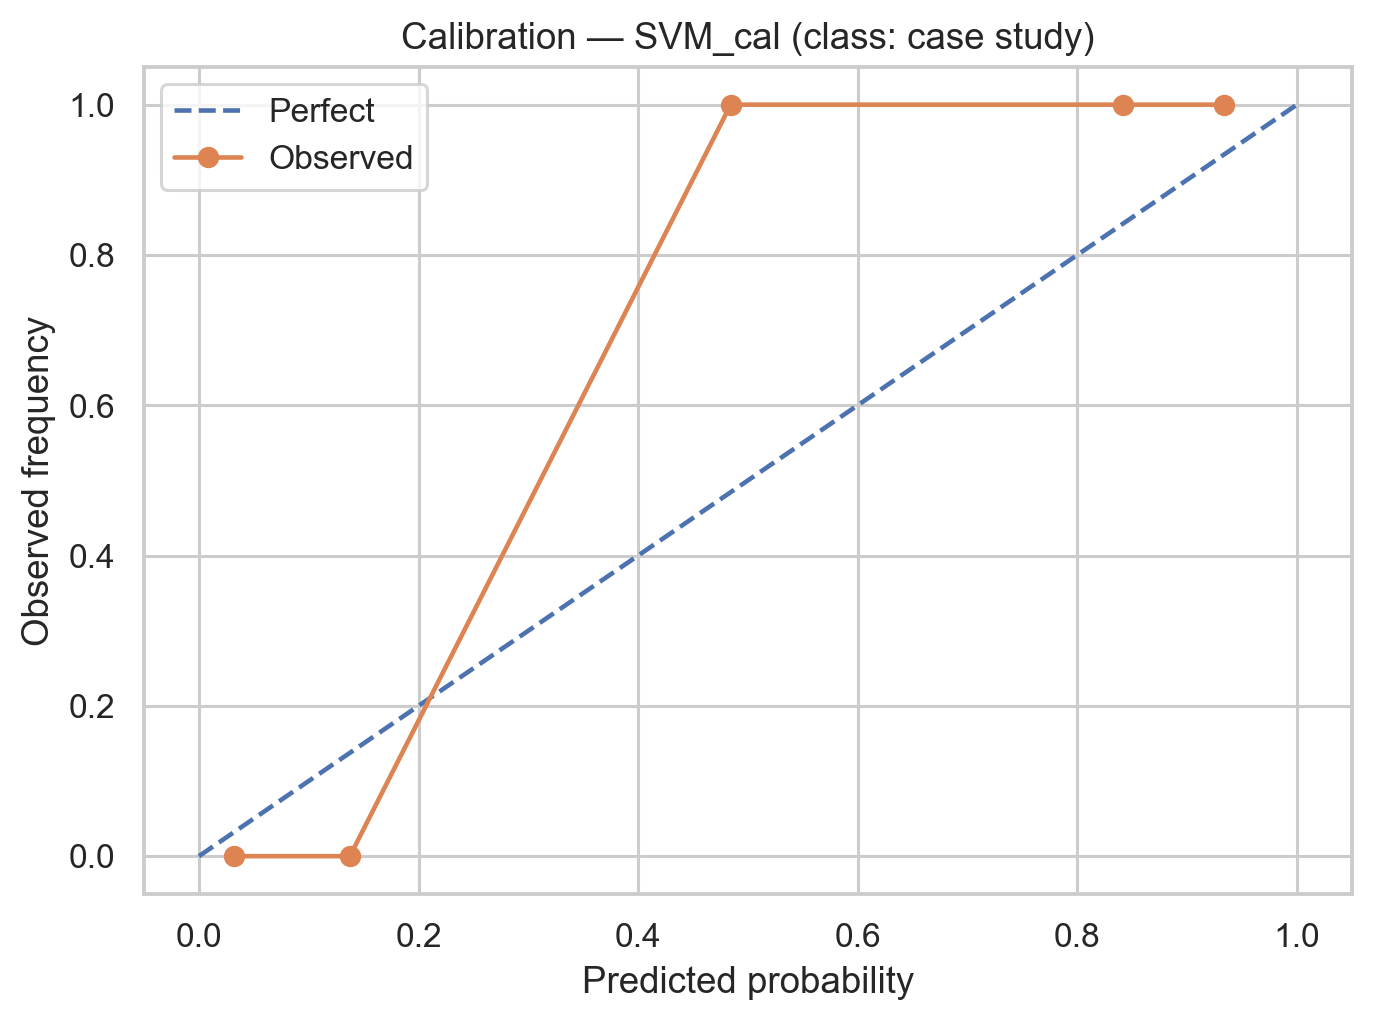 Calibration — SVM_cal (class: case study)
Perfect
Observed
1.0
0.8
0.6
0.4
0.2
0.0
Observed frequency
0.0 0.2 0.4 0.6 0.8 1.0
Predicted probability